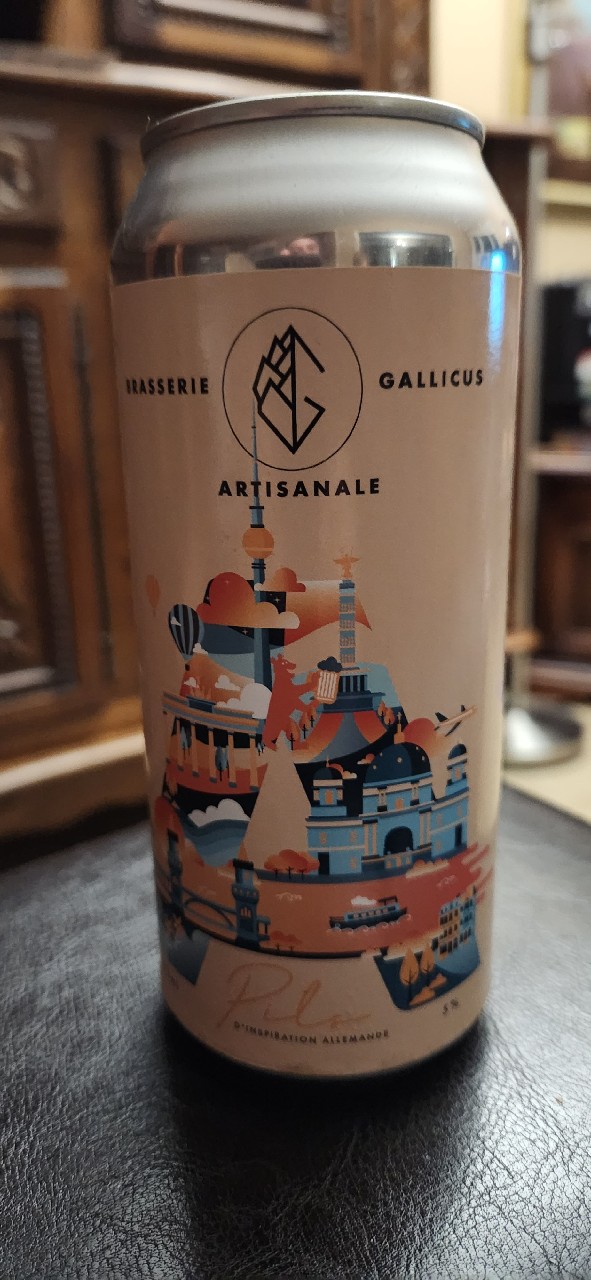 BRASSERIE GALLICUS
ARTISANALE
Pils
D'INSPIRATION ALLEMANDE
5%